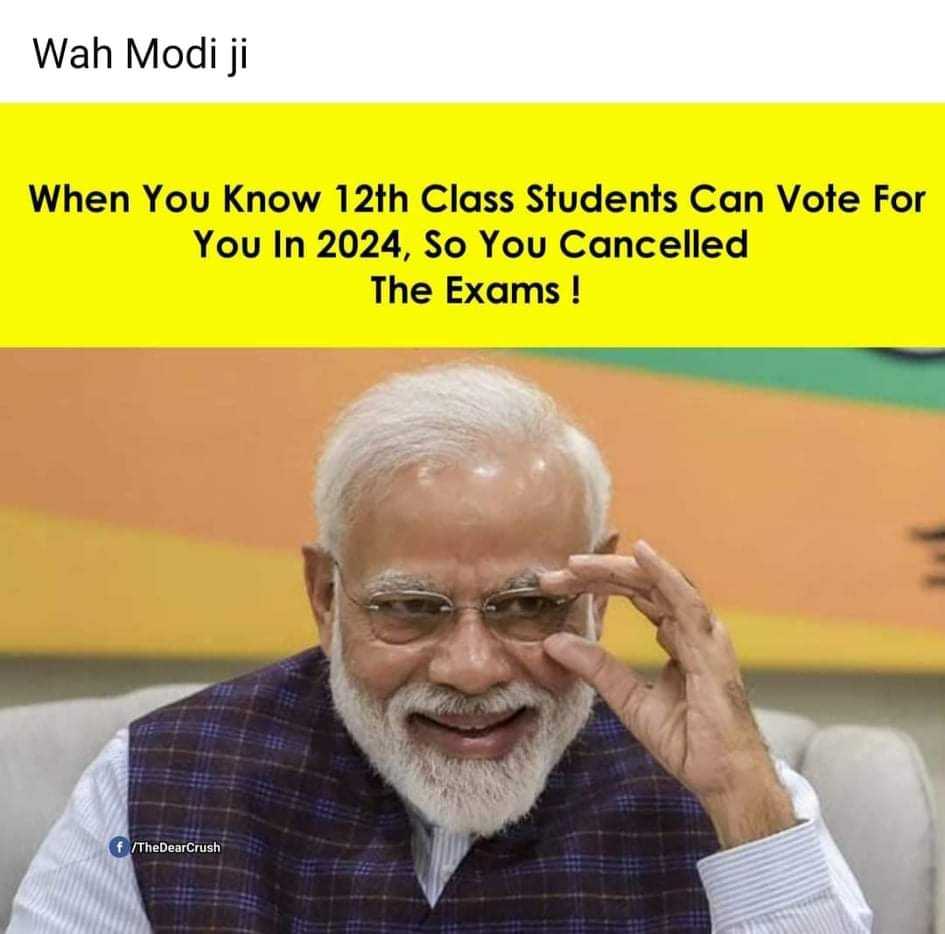 Wah Modi ji
When You Know 12th Class Students Can Vote For
You In 2024, So You Cancelled
The Exams !
f /TheDearCrush